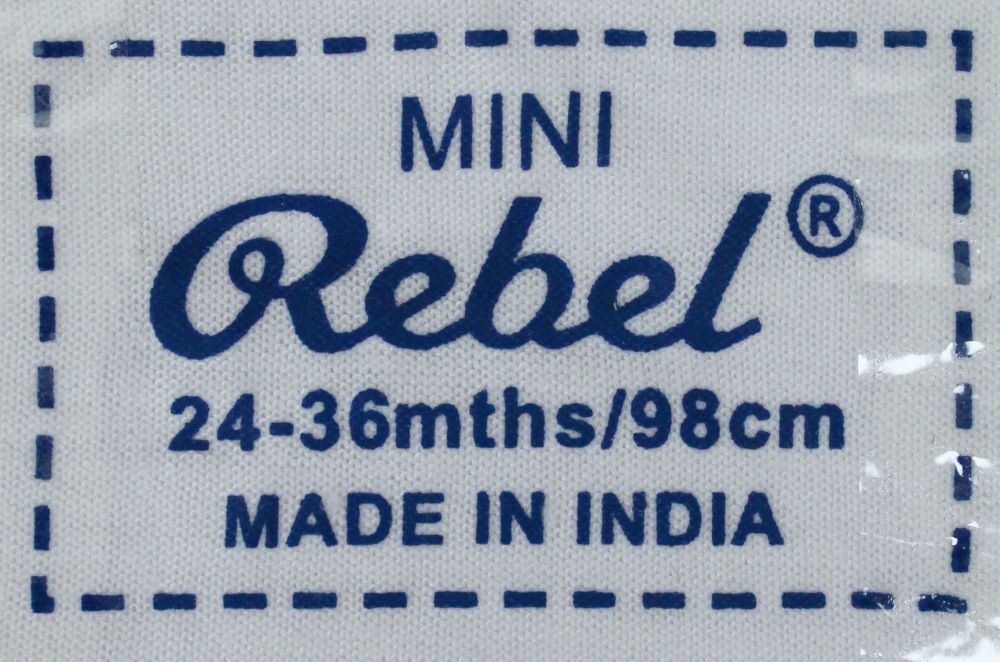 MINI
Rebel®
24-36mths/98cm
MADE IN INDIA